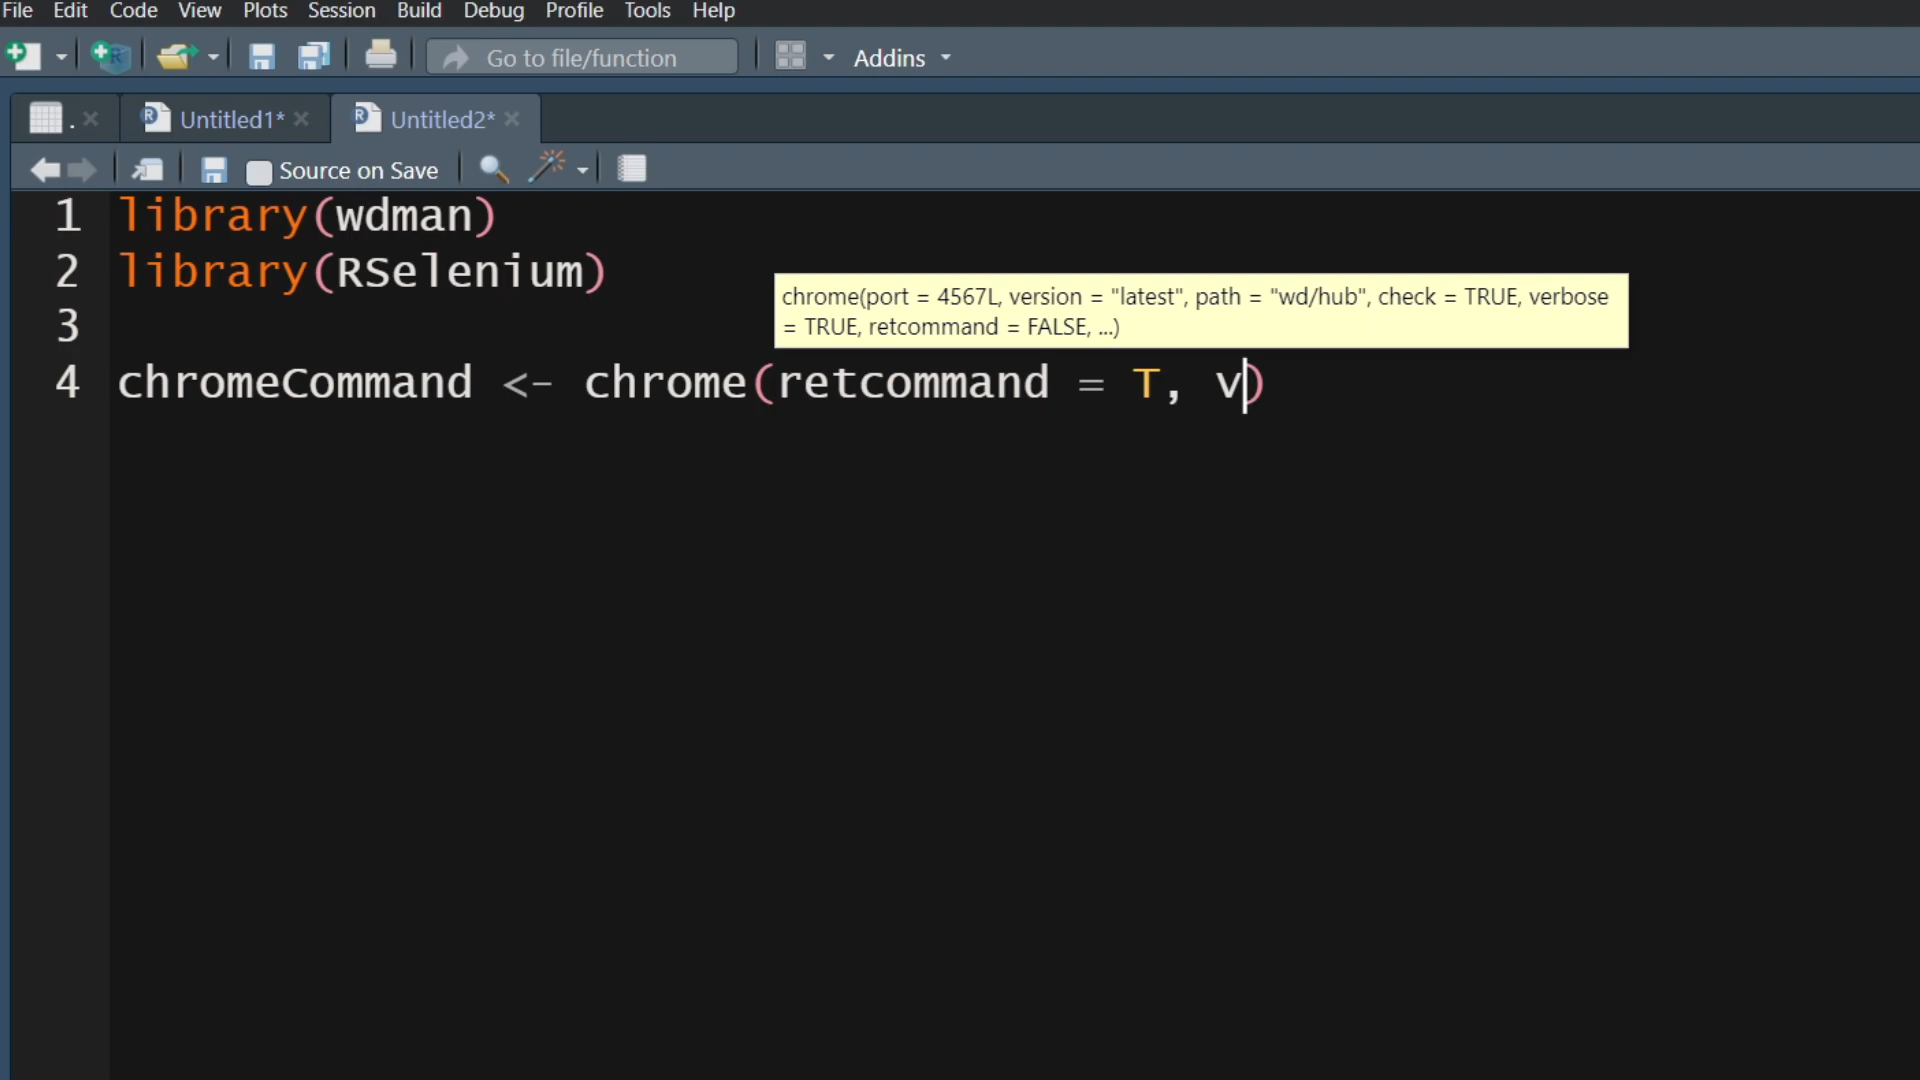 File Edit Code View Plots Session Build Debug Profile Tools Help
Go to file/function Addins
. Untitled1* Untitled2*
Source on Save
1 library(wdman)
2 library(RSelenium)
chrome(port = 4567L, version = "latest", path = "wd/hub", check = TRUE, verbose
= TRUE, retcommand = FALSE, ...)
3
4 chromeCommand <- chrome(retcommand = T, v)